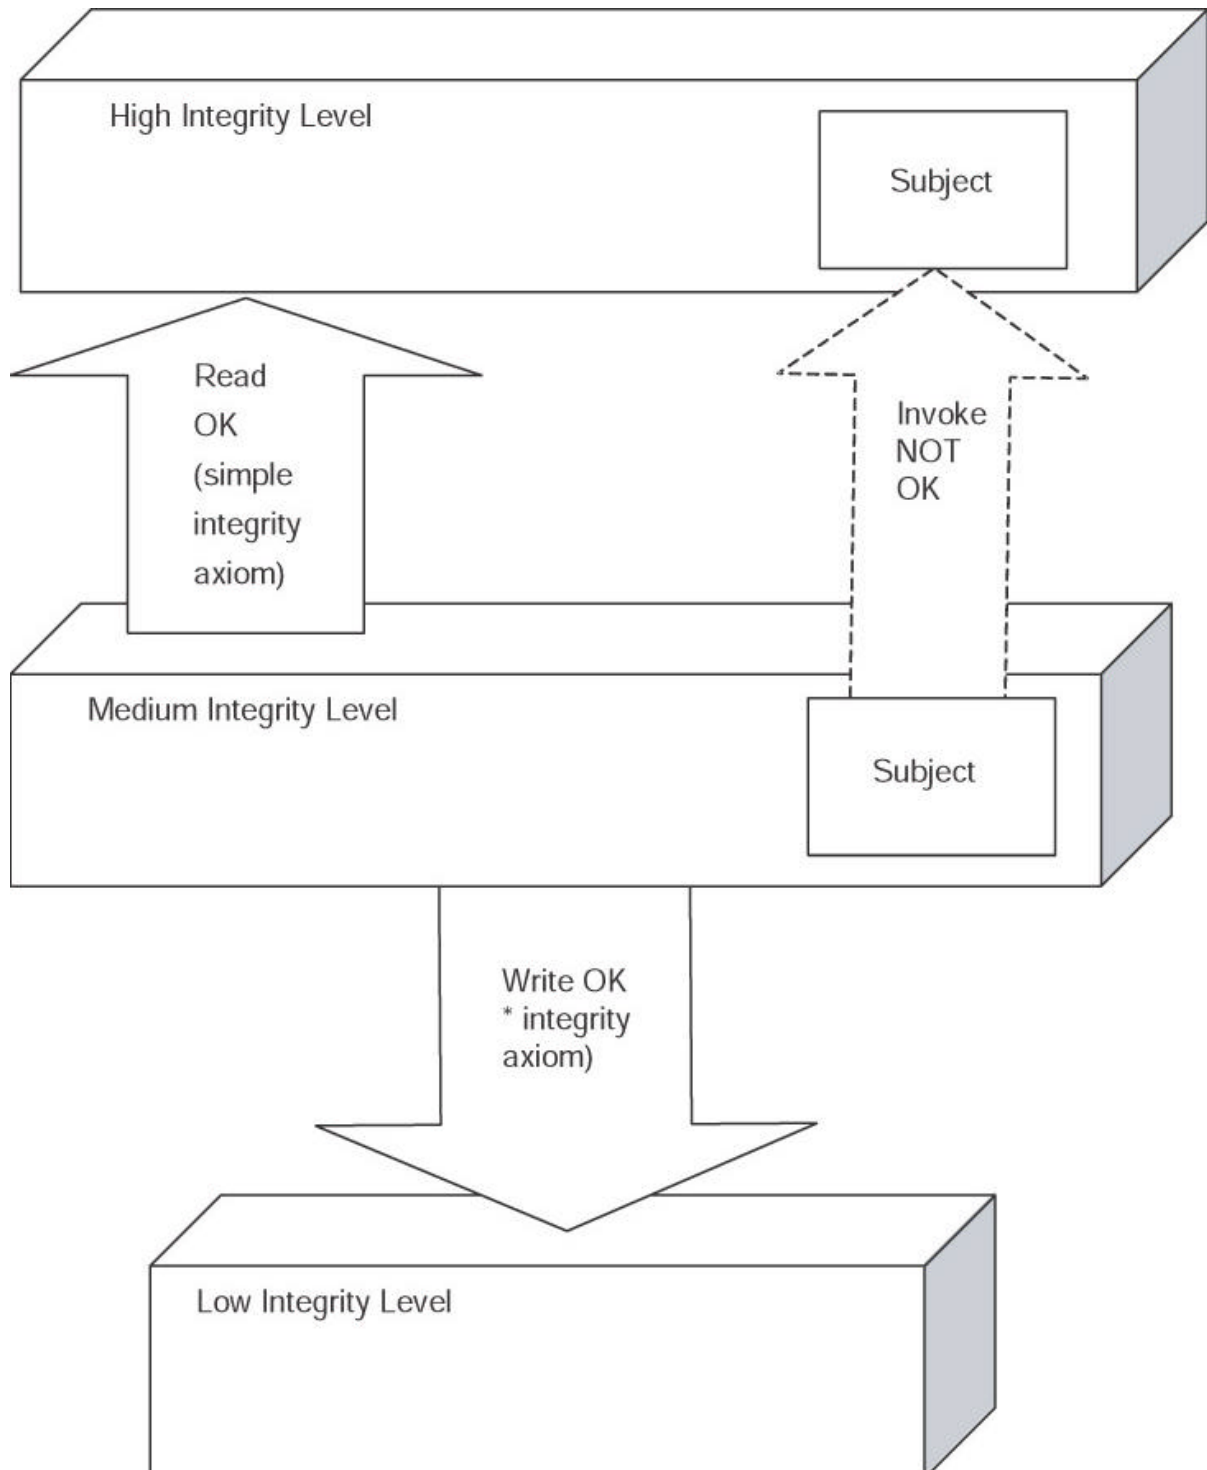 High Integrity Level
Subject
Read
OK
(simple
integrity
axiom)
Invoke
NOT
OK
Medium Integrity Level
Subject
Write OK
* integrity
axiom)
Low Integrity Level